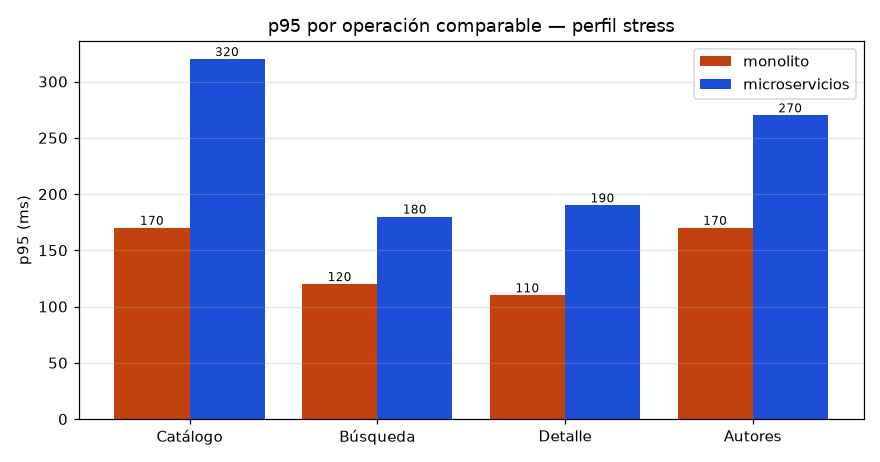 p95 por operación comparable — perfil stress
monolito
microservicios
p95 (ms)
300
250
200
150
100
50
0
170
320
120
180
110
190
170
270
Catálogo
Búsqueda
Detalle
Autores